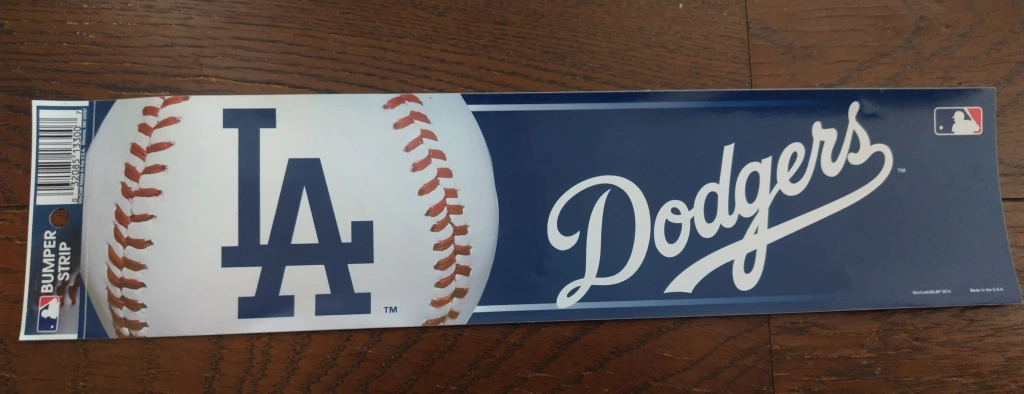 BUMPER
STRIP
LA
TM
Dodgers
TM
Made in the U.S.A.